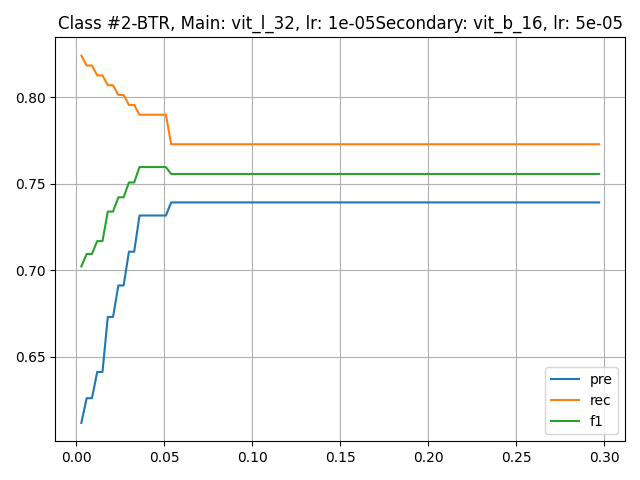 Class #2-BTR, Main: vit_l_32, lr: 1e-05Secondary: vit_b_16, lr: 5e-05
0.80
0.75
0.70
0.65
pre
rec
f1
0.00 0.05 0.10 0.15 0.20 0.25 0.30